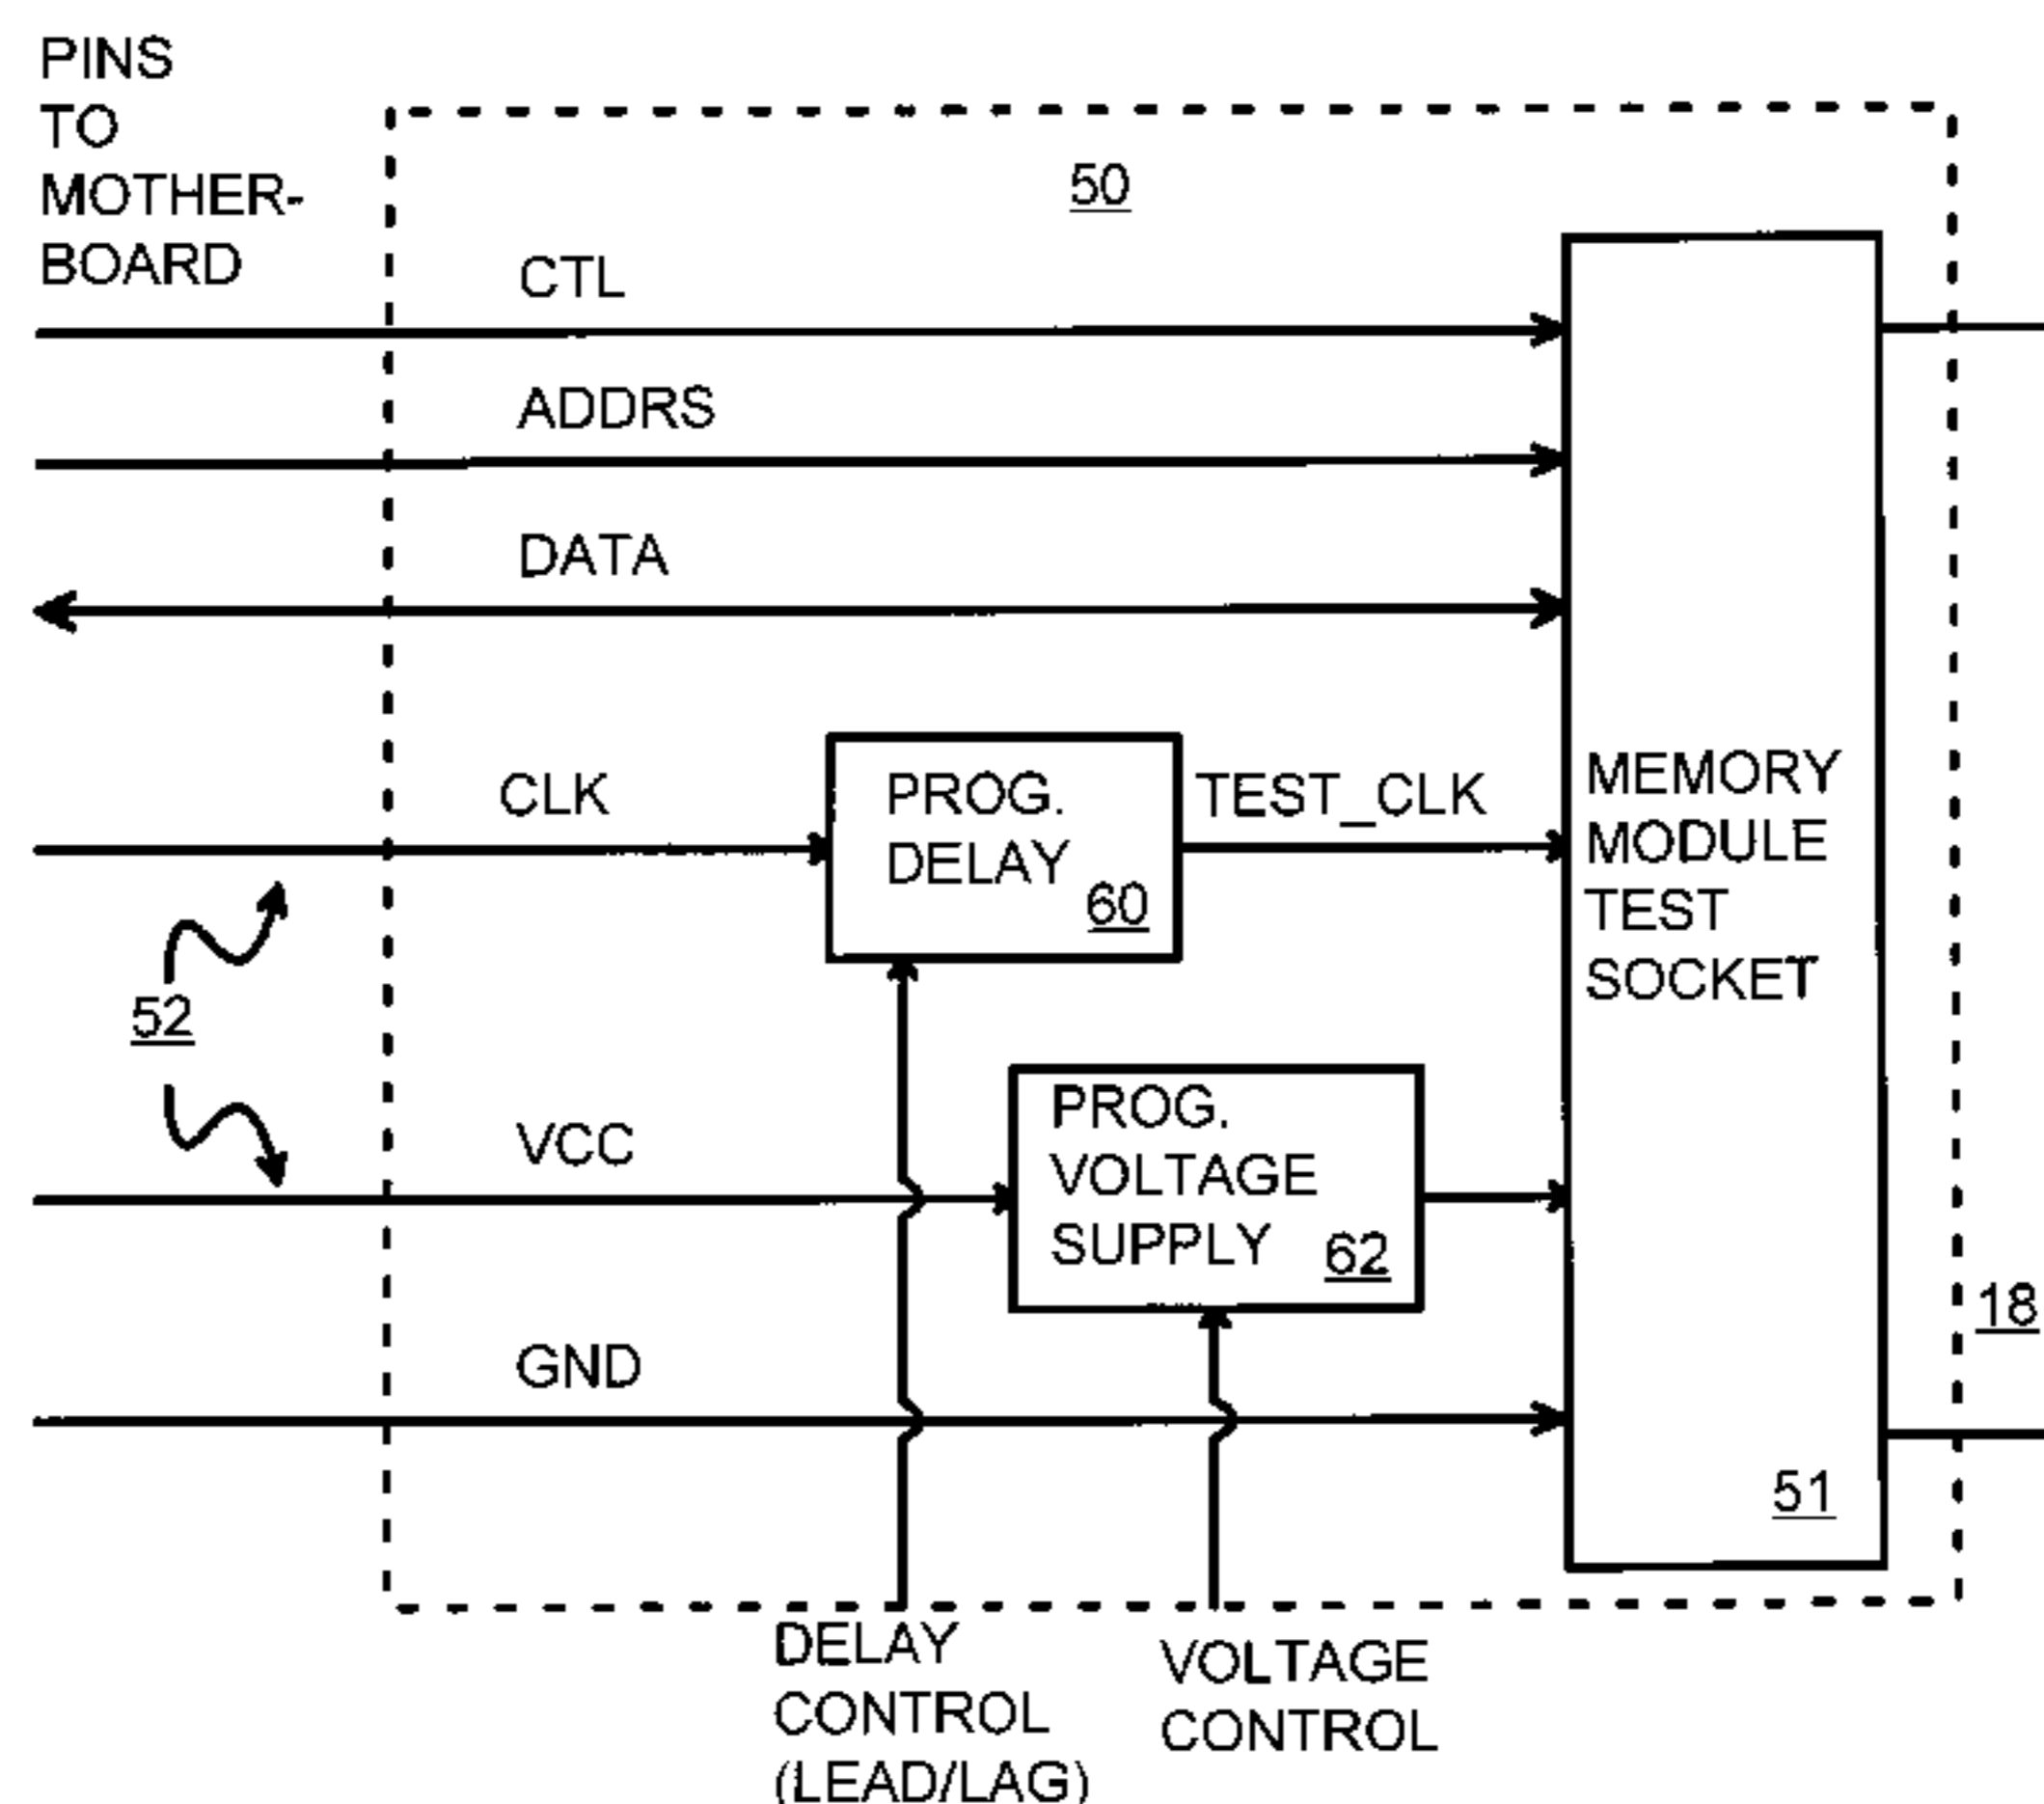 PINS
TO
MOTHER-
BOARD
50
CTL
ADDRS
DATA
CLK
PROG.
DELAY
60
TEST_CLK
MEMORY
MODULE
TEST
SOCKET
52
VCC
PROG.
VOLTAGE
SUPPLY
62
18
GND
51
DELAY
CONTROL
(LEAD/LAG)
VOLTAGE
CONTROL